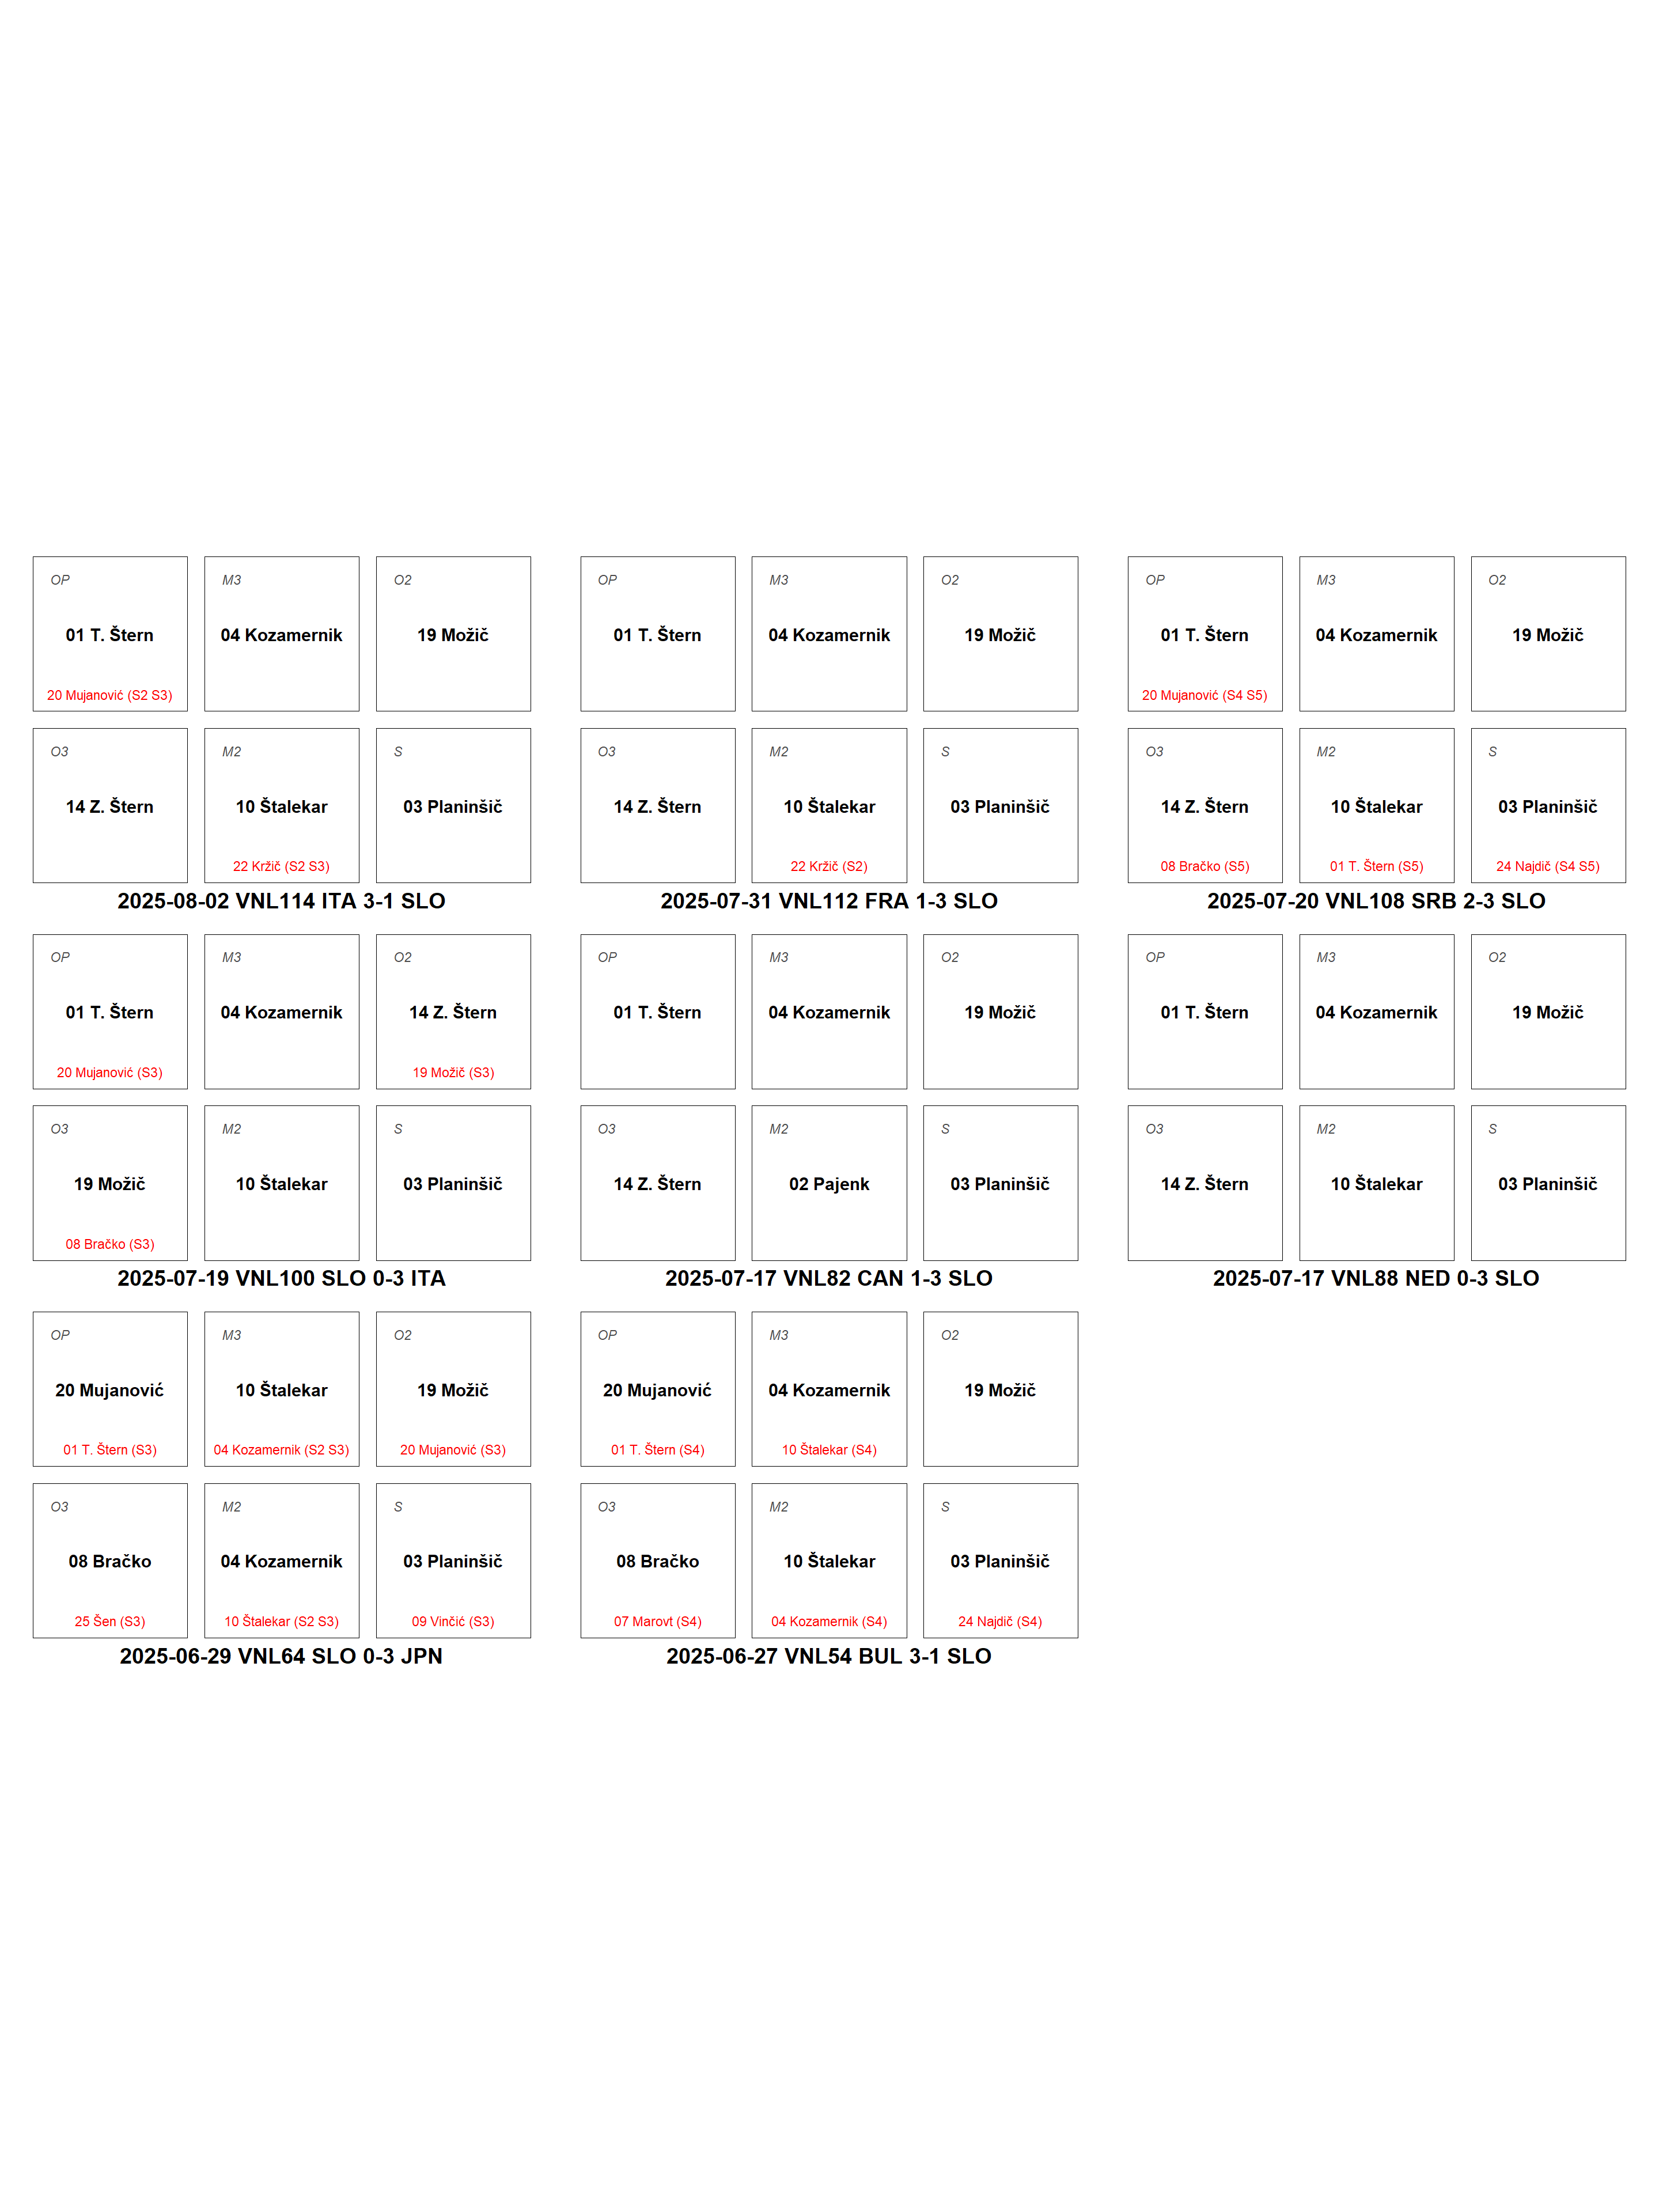 OP M3 O2 OP M3 O2 OP M3 O2
01 T. Štern 04 Kozamernik 19 Možič 01 T. Štern 04 Kozamernik 19 Možič 01 T. Štern 04 Kozamernik 19 Možič
20 Mujanović (S2 S3) 20 Mujanović (S4 S5)
O3 M2 S O3 M2 S O3 M2 S
14 Z. Štern 10 Štalekar 03 Planinšič 14 Z. Štern 10 Štalekar 03 Planinšič 14 Z. Štern 10 Štalekar 03 Planinšič
22 Kržič (S2 S3) 22 Kržič (S2) 08 Bračko (S5) 01 T. Štern (S5) 24 Najdič (S4 S5)
2025-08-02 VNL114 ITA 3-1 SLO 2025-07-31 VNL112 FRA 1-3 SLO 2025-07-20 VNL108 SRB 2-3 SLO
OP M3 O2 OP M3 O2 OP M3 O2
01 T. Štern 04 Kozamernik 14 Z. Štern 01 T. Štern 04 Kozamernik 19 Možič 01 T. Štern 04 Kozamernik 19 Možič
20 Mujanović (S3) 19 Možič (S3)
O3 M2 S O3 M2 S O3 M2 S
19 Možič 10 Štalekar 03 Planinšič 14 Z. Štern 02 Pajenk 03 Planinšič 14 Z. Štern 10 Štalekar 03 Planinšič
08 Bračko (S3)
2025-07-19 VNL100 SLO 0-3 ITA 2025-07-17 VNL82 CAN 1-3 SLO 2025-07-17 VNL88 NED 0-3 SLO
OP M3 O2 OP M3 O2
20 Mujanović 10 Štalekar 19 Možič 20 Mujanović 04 Kozamernik 19 Možič
01 T. Štern (S3) 04 Kozamernik (S2 S3) 20 Mujanović (S3) 01 T. Štern (S4) 10 Štalekar (S4)
O3 M2 S O3 M2 S
08 Bračko 04 Kozamernik 03 Planinšič 08 Bračko 10 Štalekar 03 Planinšič
25 Šen (S3) 10 Štalekar (S2 S3) 09 Vinčić (S3) 07 Marovt (S4) 04 Kozamernik (S4) 24 Najdič (S4)
2025-06-29 VNL64 SLO 0-3 JPN 2025-06-27 VNL54 BUL 3-1 SLO